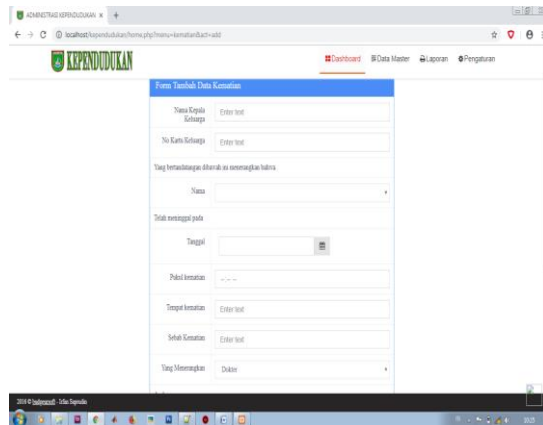 ADMINISTRASI KEPENDUDUKAN
localhost/kependudukan/home.php?menu=kematian&act=add
KEPENDUDUKAN
Dashboard Data Master Laporan Pengaturan
Form Tambah Data Kematian
Nama Kepala Keluarga Enter text
No Kartu Keluarga Enter text
Yang bertandatangan dibawah ini menerangkan bahwa
Nama
Telah meninggal pada
Tanggal
Pukul kematian
Tempat kematian Enter text
Sebab Kematian Enter text
Yang Menerangkan Dokter
2016 ©